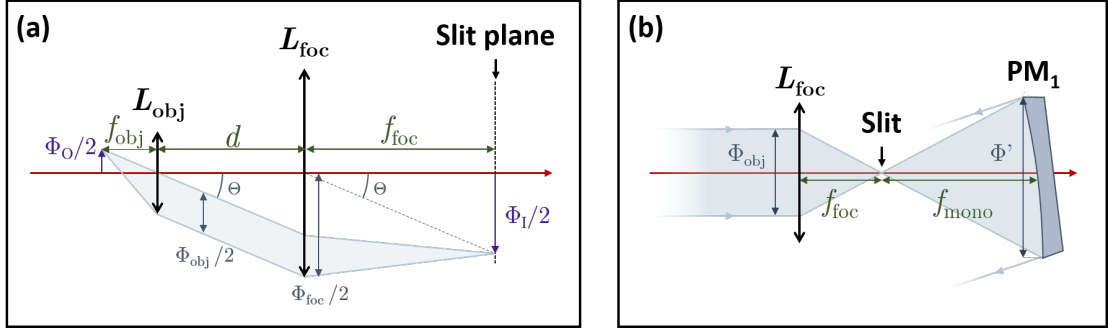 (a)
L_foc
Slit plane
L_obj
f_obj
d
f_foc
Φ_O/2
Θ
Θ
Φ_I/2
Φ_obj/2
Φ_foc/2
(b)
L_foc
PM₁
Slit
Φ_obj
Φ'
f_foc
f_mono